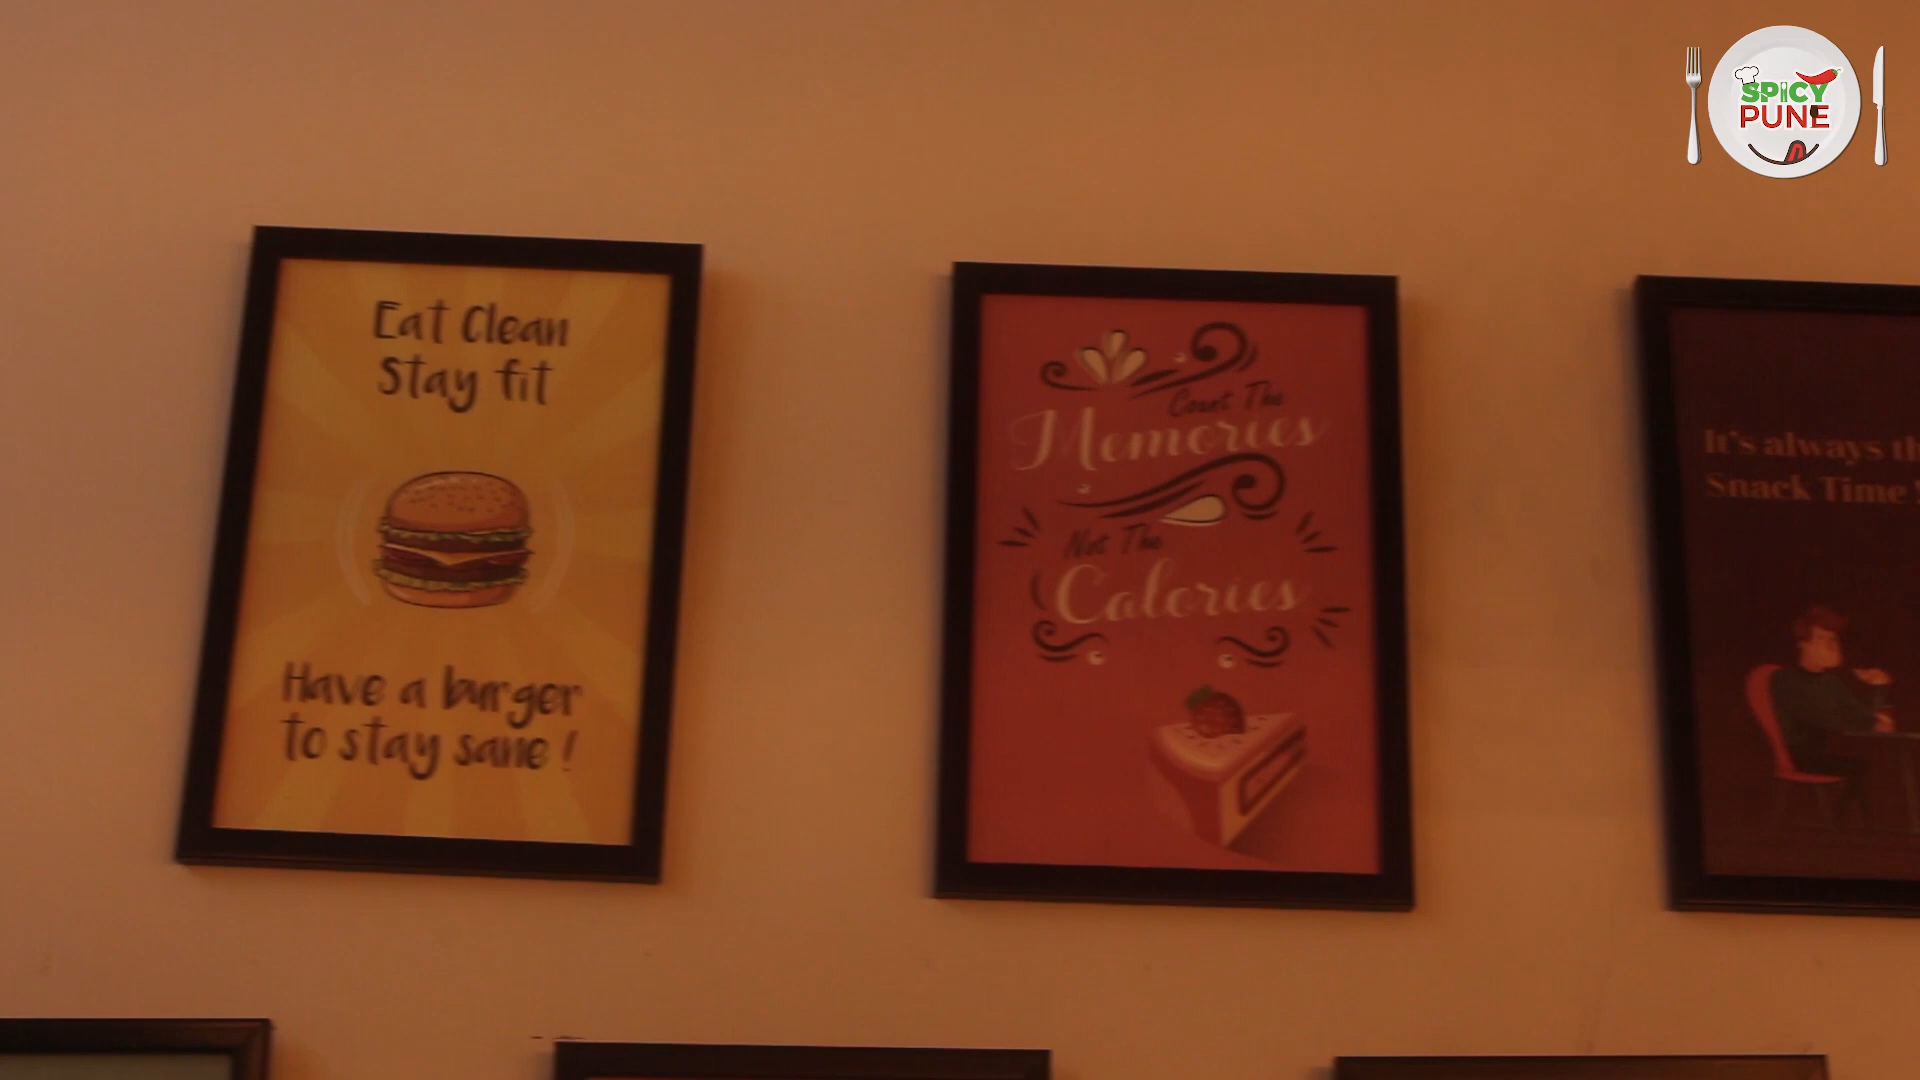 SPICY
PUNE
Eat Clean
Stay fit
Have a burger
to stay sane !
Count The
Memories
Not The
Calories
It's always
Snack Time